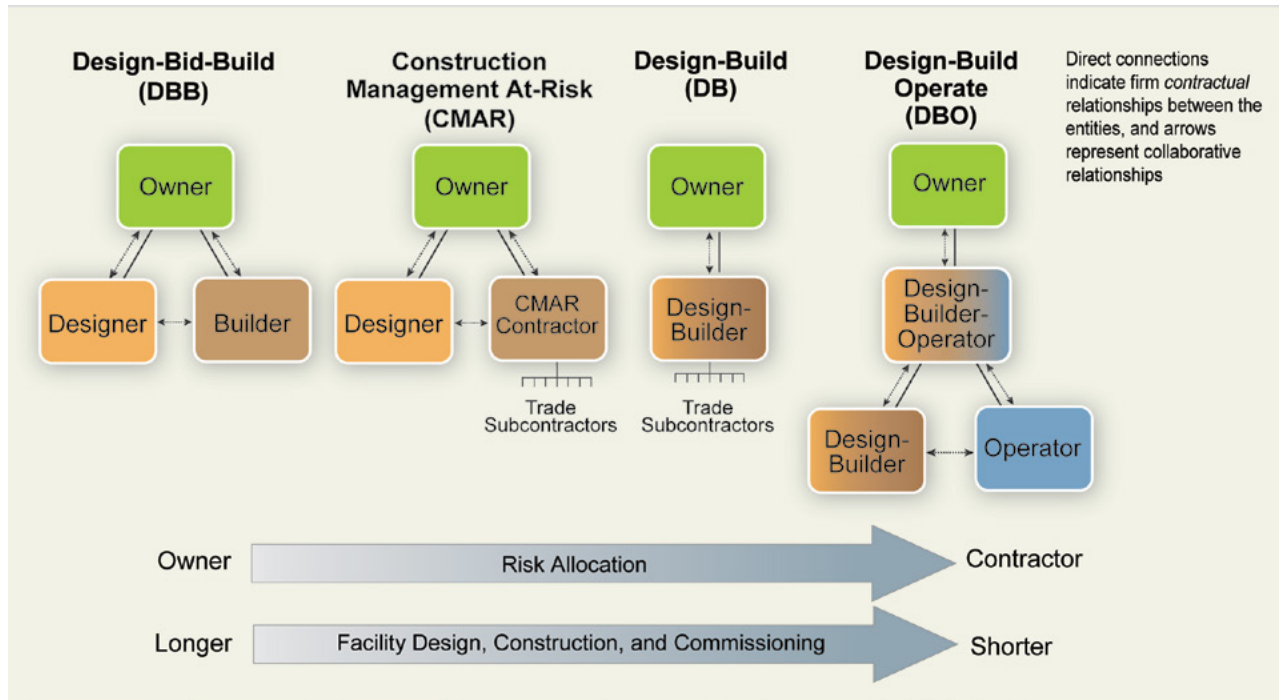 Design-Bid-Build
(DBB)
Owner
Designer
Builder
Construction
Management At-Risk
(CMAR)
Owner
Designer
CMAR
Contractor
Trade
Subcontractors
Design-Build
(DB)
Owner
Design-
Builder
Trade
Subcontractors
Design-Build
Operate
(DBO)
Owner
Design-
Builder-
Operator
Design-
Builder
Operator
Direct connections
indicate firm contractual
relationships between the
entities, and arrows
represent collaborative
relationships
Owner
Risk Allocation
Contractor
Longer
Facility Design, Construction, and Commissioning
Shorter